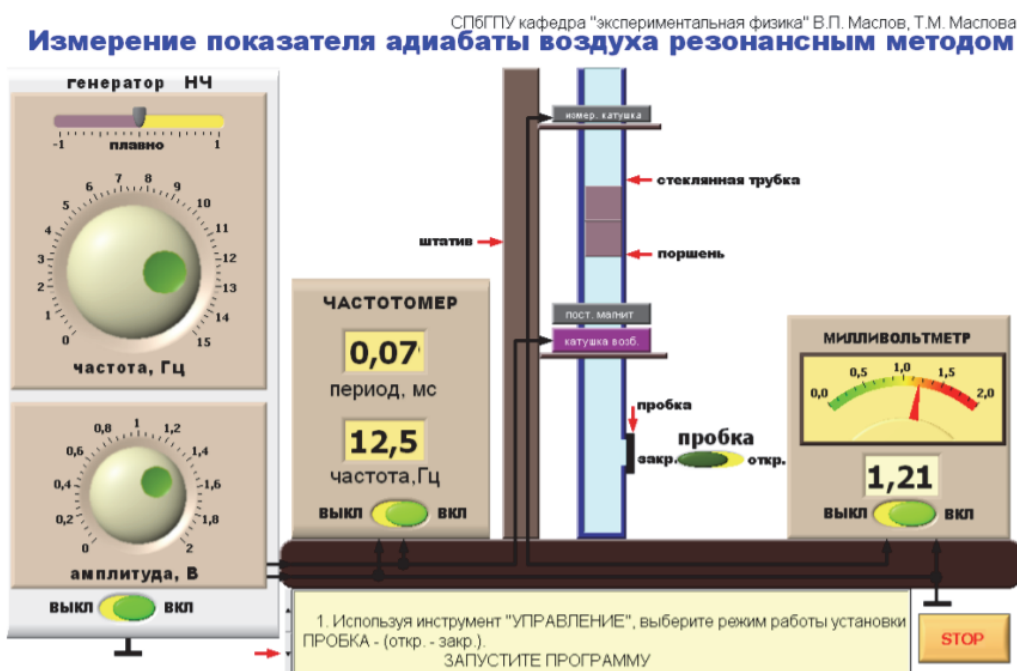 СПбГПУ кафедра "экспериментальная физика" В.П. Маслов, Т.М. Маслова
Измерение показателя адиабаты воздуха резонансным методом
генератор НЧ
-1 плавно 1
0 1 2 3 4 5 6 7 8 9 10 11 12 13 14 15
частота, Гц
0 0,2 0,4 0,6 0,8 1 1,2 1,4 1,6 1,8 2
амплитуда, В
ВЫКЛ ВКЛ
ЧАСТОТОМЕР
0,07
период, мс
12,5
частота,Гц
ВЫКЛ ВКЛ
штатив
измер. катушка
стеклянная трубка
поршень
пост. магнит
катушка возб.
пробка
пробка
закр. откр.
МИЛЛИВОЛЬТМЕТР
0,0 0,5 1,0 1,5 2,0
1,21
ВЫКЛ ВКЛ
1. Используя инструмент "УПРАВЛЕНИЕ", выберите режим работы установки
ПРОБКА - (откр. - закр.).
ЗАПУСТИТЕ ПРОГРАММУ
STOP